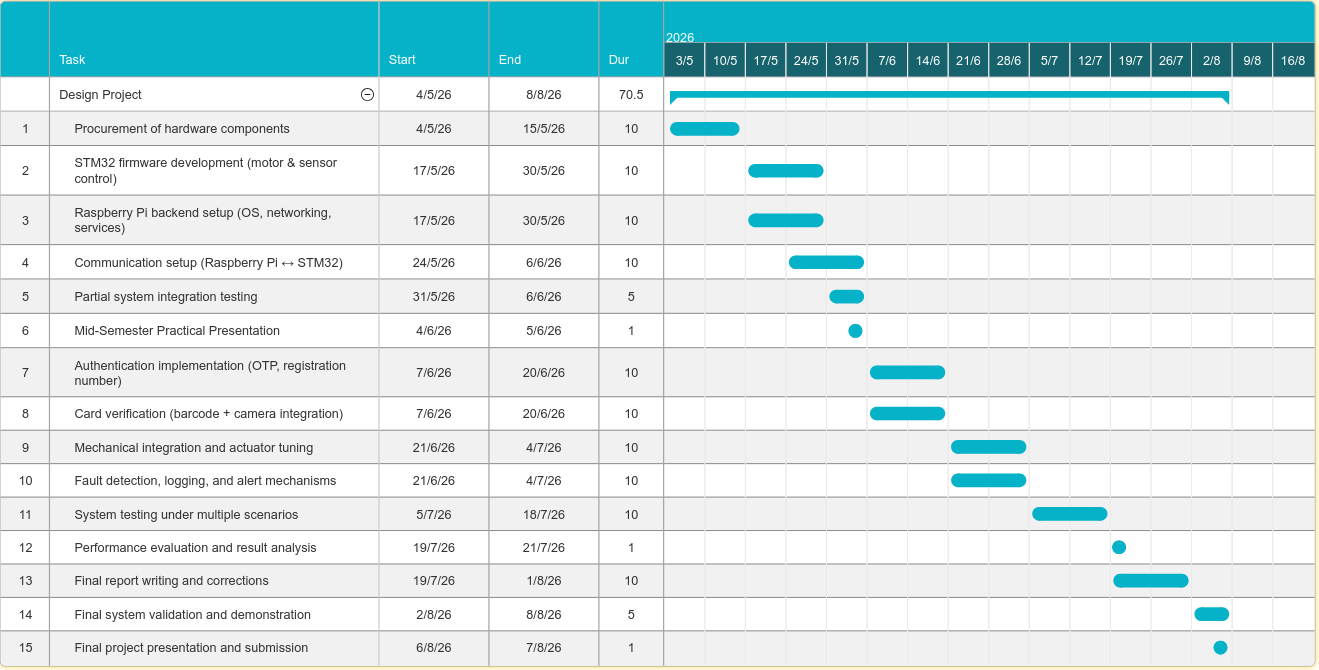 2026
Task Start End Dur 3/5 10/5 17/5 24/5 31/5 7/6 14/6 21/6 28/6 5/7 12/7 19/7 26/7 2/8 9/8 16/8
Design Project 4/5/26 8/8/26 70.5
1 Procurement of hardware components 4/5/26 15/5/26 10
2 STM32 firmware development (motor & sensor
control) 17/5/26 30/5/26 10
3 Raspberry Pi backend setup (OS, networking,
services) 17/5/26 30/5/26 10
4 Communication setup (Raspberry Pi ↔ STM32) 24/5/26 6/6/26 10
5 Partial system integration testing 31/5/26 6/6/26 5
6 Mid-Semester Practical Presentation 4/6/26 5/6/26 1
7 Authentication implementation (OTP, registration
number) 7/6/26 20/6/26 10
8 Card verification (barcode + camera integration) 7/6/26 20/6/26 10
9 Mechanical integration and actuator tuning 21/6/26 4/7/26 10
10 Fault detection, logging, and alert mechanisms 21/6/26 4/7/26 10
11 System testing under multiple scenarios 5/7/26 18/7/26 10
12 Performance evaluation and result analysis 19/7/26 21/7/26 1
13 Final report writing and corrections 19/7/26 1/8/26 10
14 Final system validation and demonstration 2/8/26 8/8/26 5
15 Final project presentation and submission 6/8/26 7/8/26 1